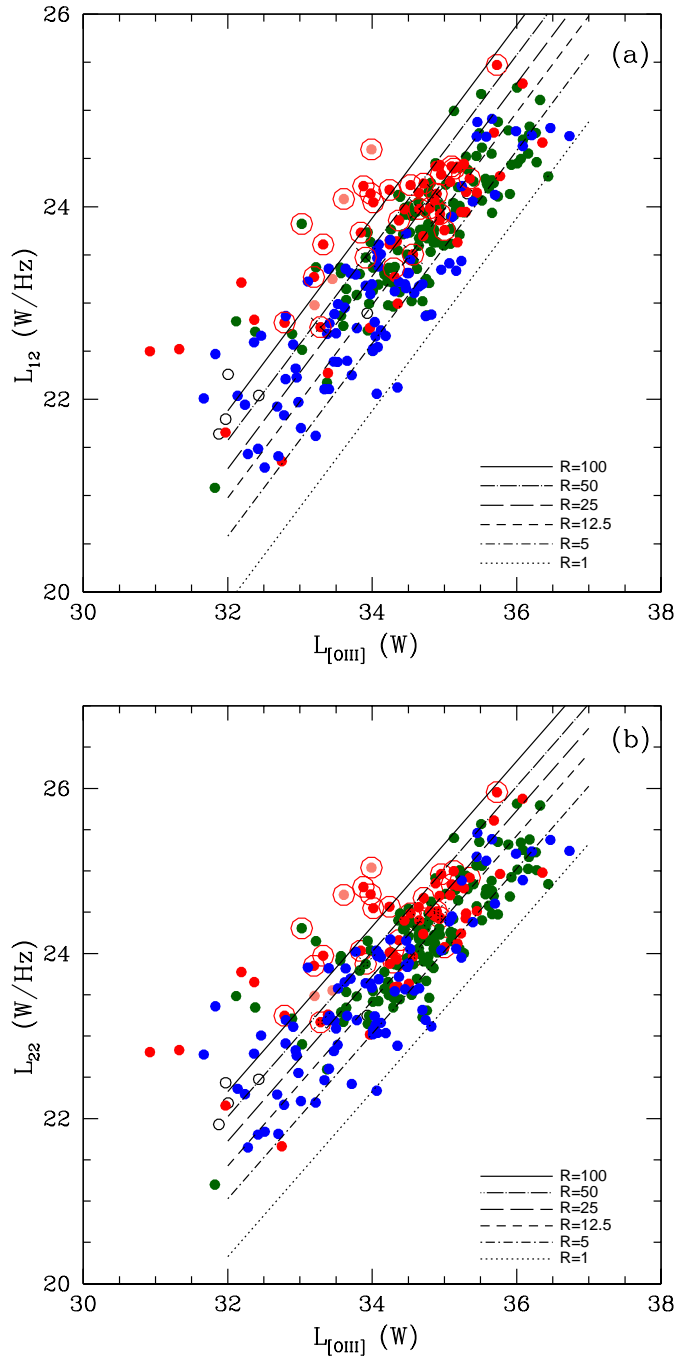 26
(a)
24
L12 (W/Hz)
22
R=100
R=50
R=25
R=12.5
R=5
R=1
20
30 32 34 36 38
L[OIII] (W)
(b)
26
24
L22 (W/Hz)
22
R=100
R=50
R=25
R=12.5
R=5
R=1
20
30 32 34 36 38
L[OIII] (W)